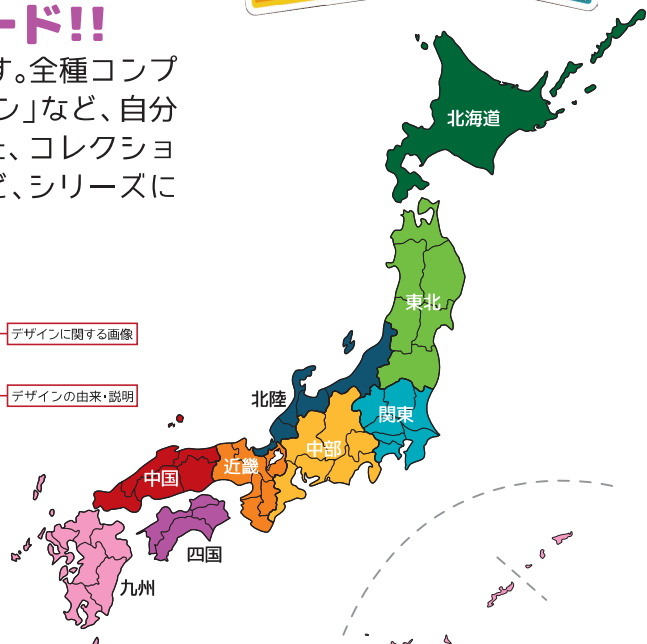 ード!!
す。全種コンプ
ン」など、自分
、コレクショ
ど、シリーズに
デザインに関する画像
デザインの由来・説明
北海道
東北
北陸
関東
中部
近畿
中国
四国
九州